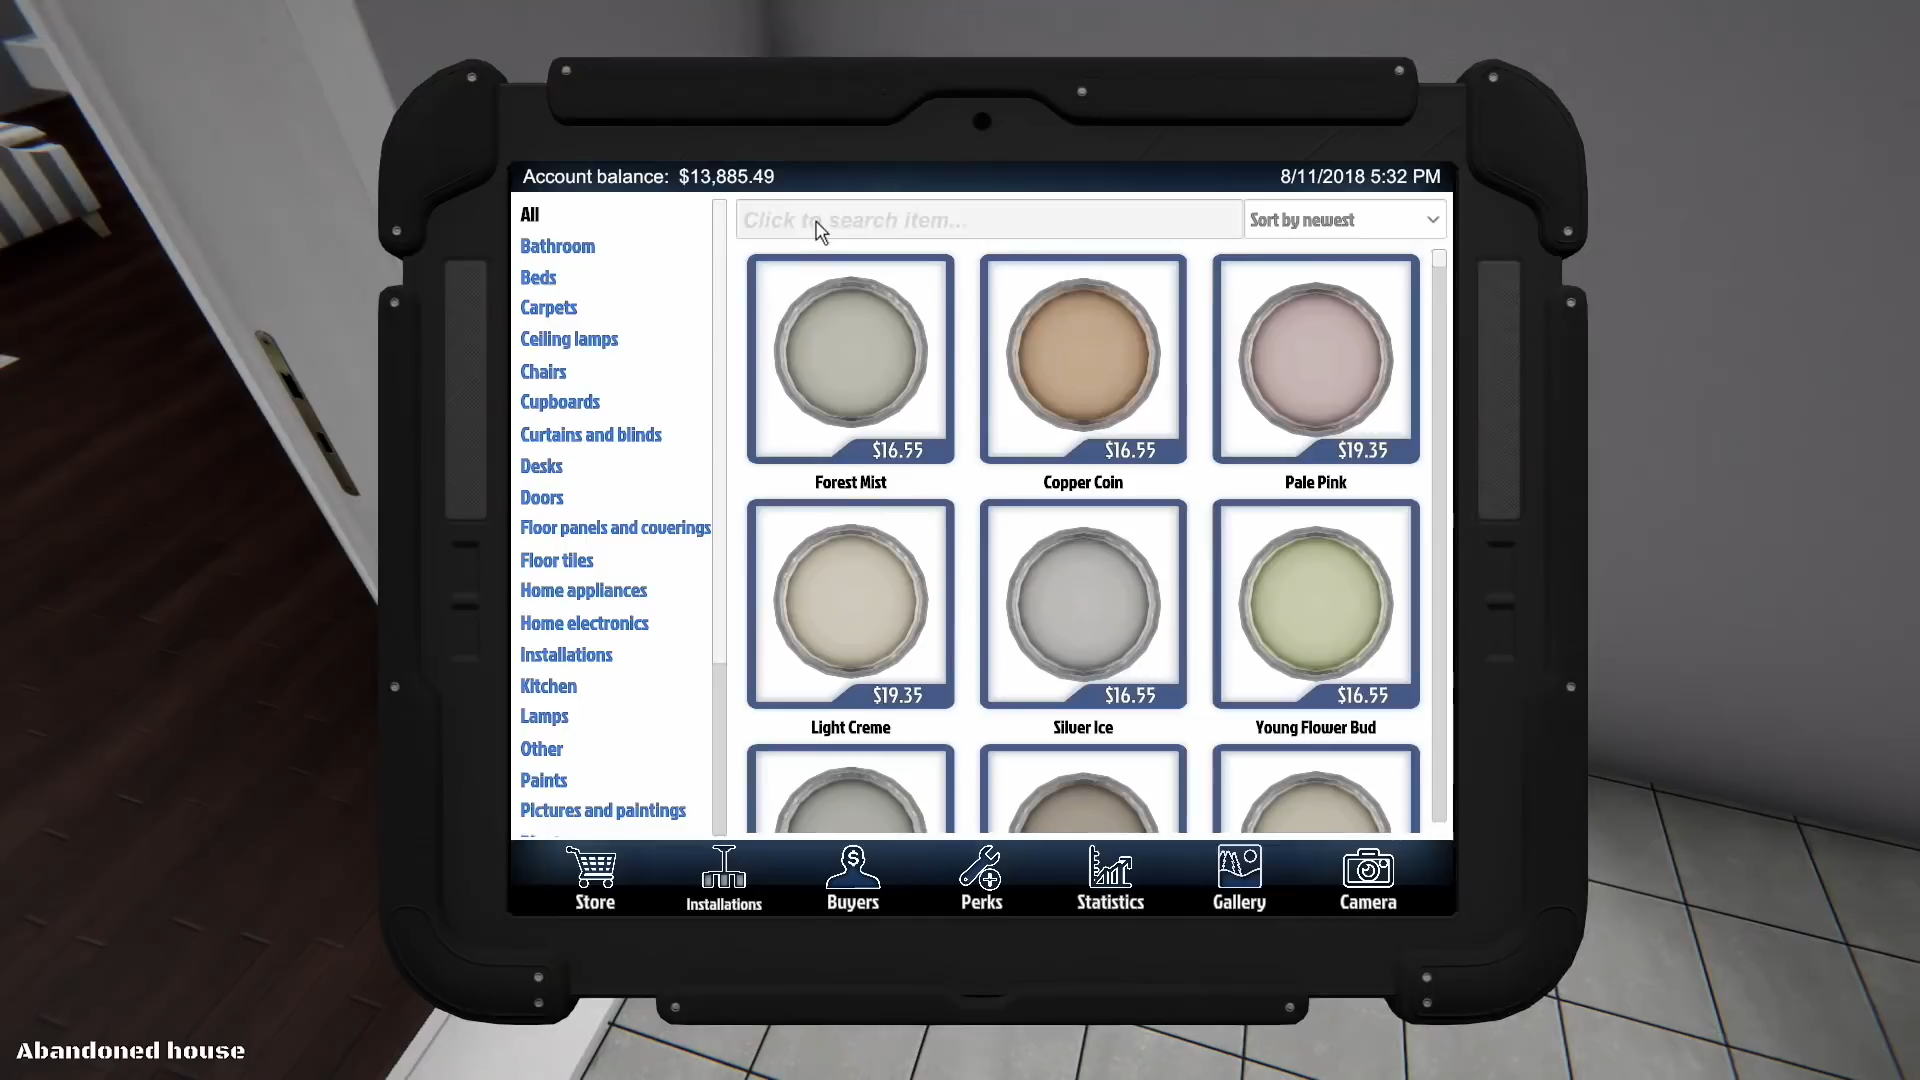 Account balance: $13,885.49
8/11/2018 5:32 PM
All
Bathroom
Beds
Carpets
Ceiling lamps
Chairs
Cupboards
Curtains and blinds
Desks
Doors
Floor panels and coverings
Floor tiles
Home appliances
Home electronics
Installations
Kitchen
Lamps
Other
Paints
Pictures and paintings
Click to search item...
Sort by newest
$16.55
$16.55
$19.35
Forest Mist
Copper Coin
Pale Pink
$19.35
$16.55
$16.55
Light Creme
Silver Ice
Young Flower Bud
Store
Installations
Buyers
Perks
Statistics
Gallery
Camera
Abandoned house